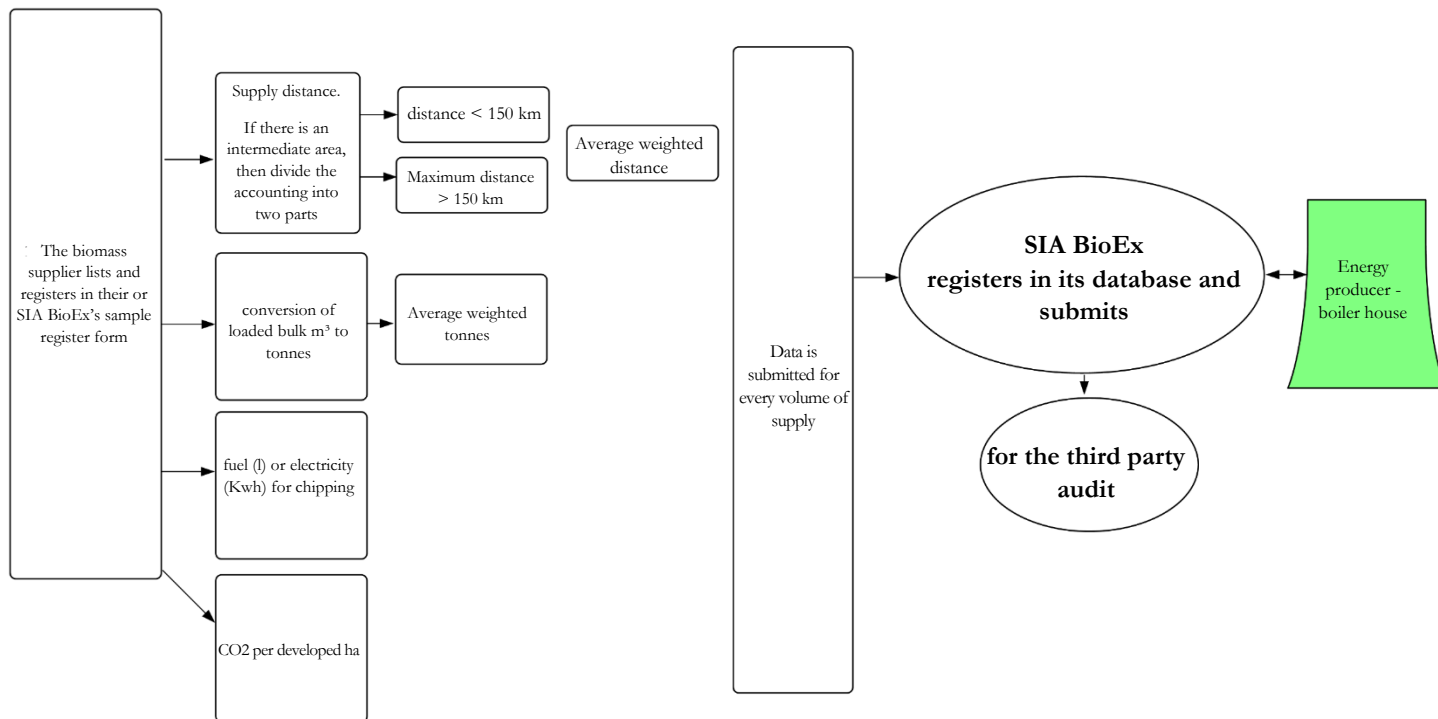 The biomass
supplier lists and
registers in their or
SIA BioEx's sample
register form
Supply distance.
If there is an
intermediate area,
then divide the
accounting into
two parts
distance < 150 km
Maximum distance
> 150 km
Average weighted
distance
conversion of
loaded bulk m³ to
tonnes
Average weighted
tonnes
fuel (l) or electricity
(Kwh) for chipping
CO2 per developed ha
Data is
submitted for
every volume of
supply
SIA BioEx
registers in its database and
submits
for the third party
audit
Energy
producer -
boiler house